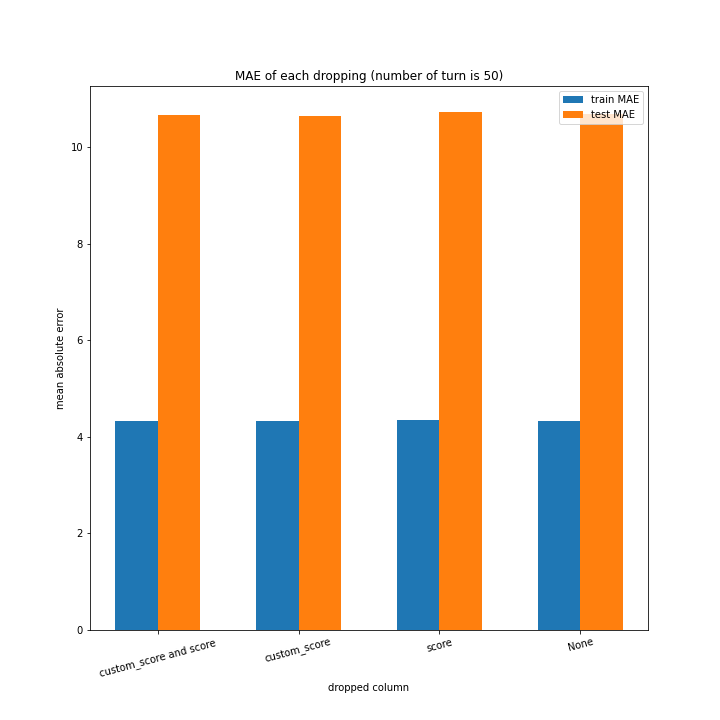 MAE of each dropping (number of turn is 50)
train MAE
test MAE
10
8
6
4
2
0
mean absolute error
custom_score and score
custom_score
score
None
dropped column